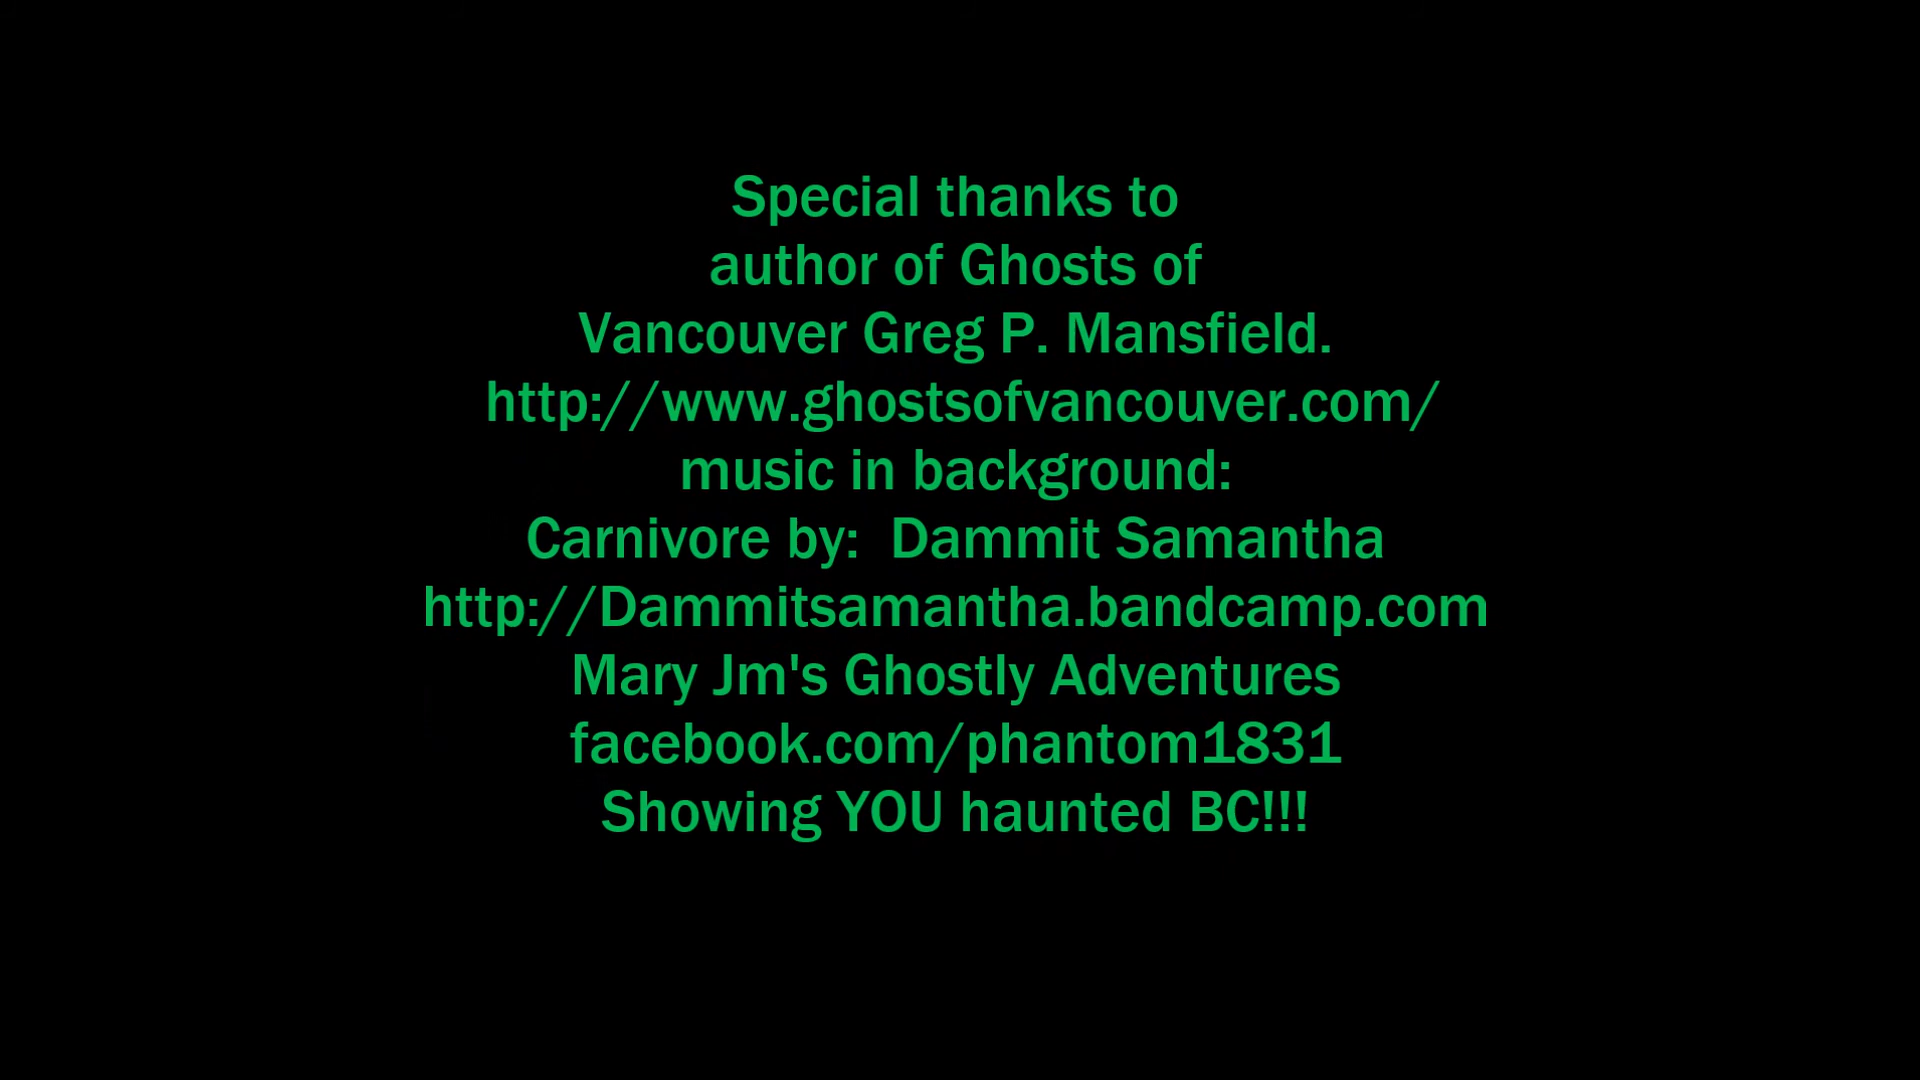 Special thanks to
author of Ghosts of
Vancouver Greg P. Mansfield.
http://www.ghostsofvancouver.com/
music in background:
Carnivore by:  Dammit Samantha
http://Dammitsamantha.bandcamp.com
Mary Jm's Ghostly Adventures
facebook.com/phantom1831
Showing YOU haunted BC!!!